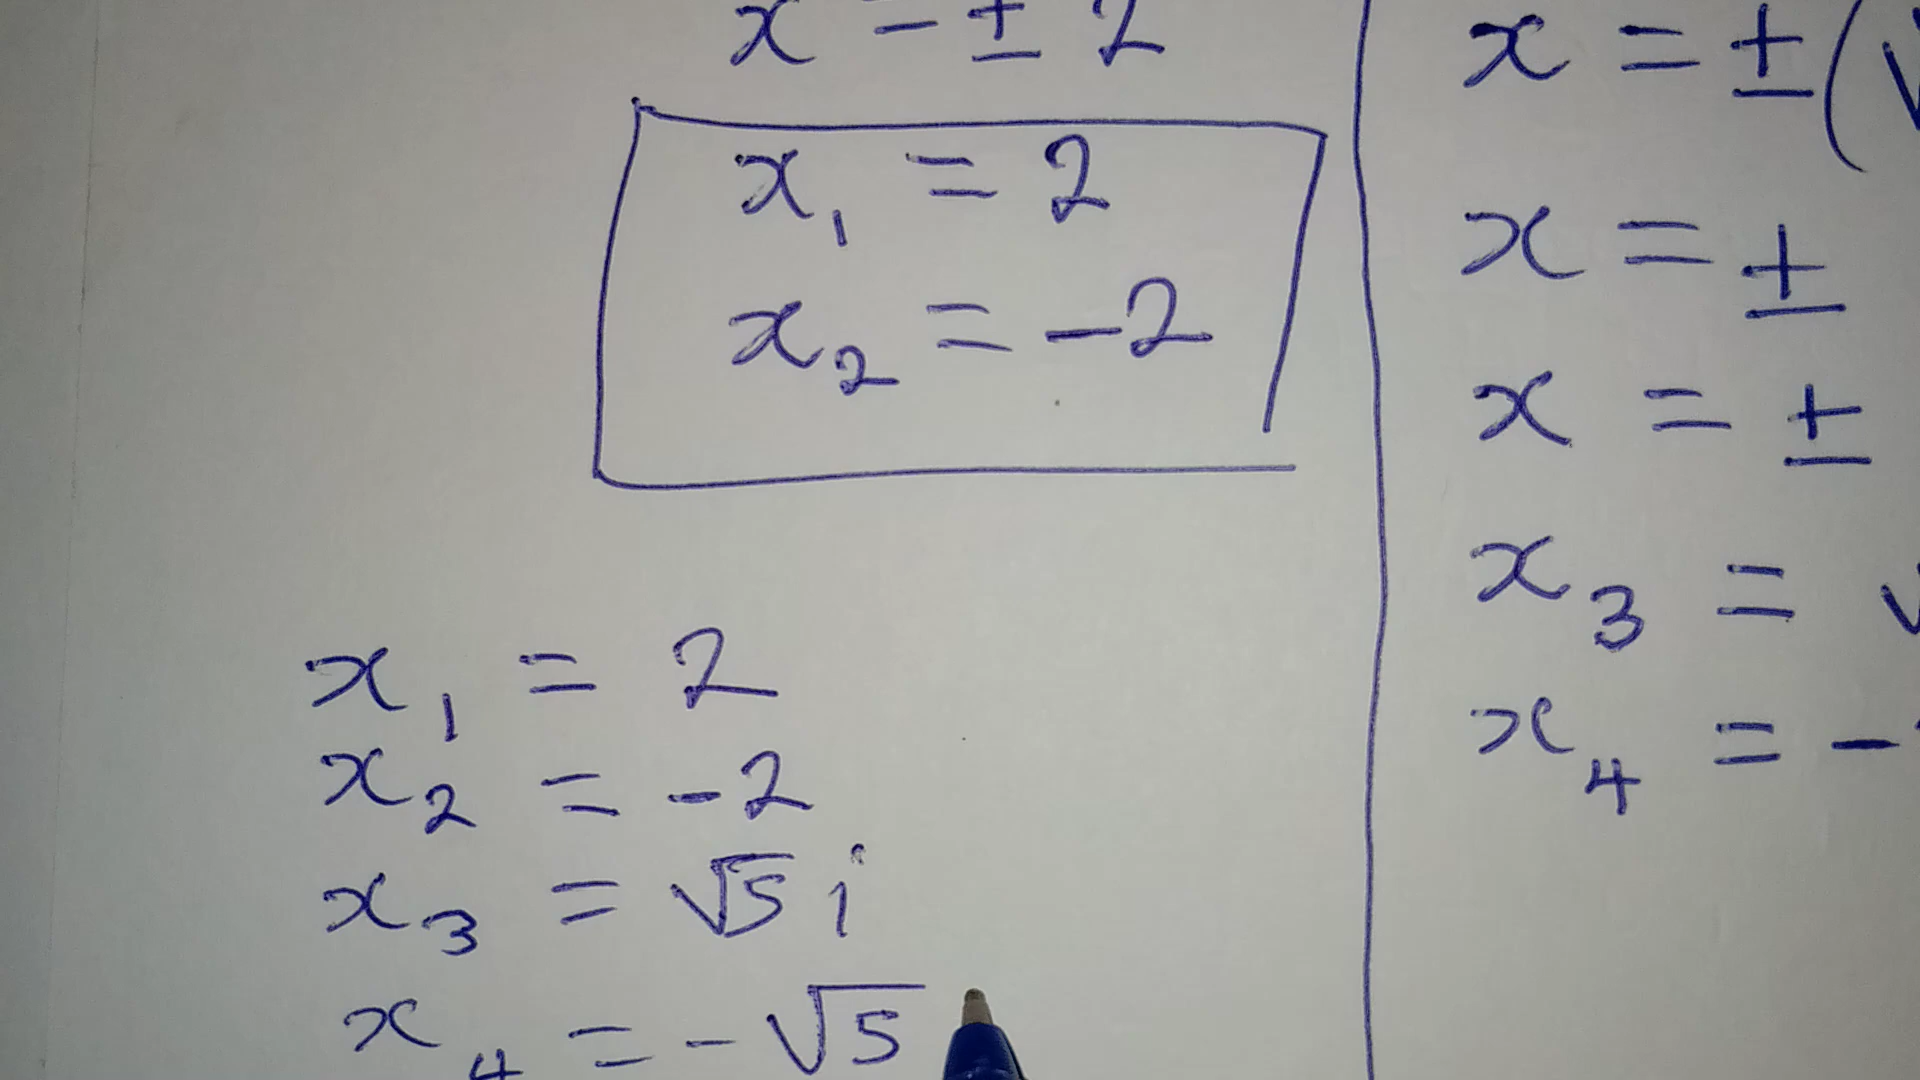 x = ± 2
x₁ = 2
x₂ = -2
x₁ = 2
x₂ = -2
x₃ = √5 i
x₄ = -√5
x = ± (√
x = ±
x = ±
x₃ = √
x₄ = -